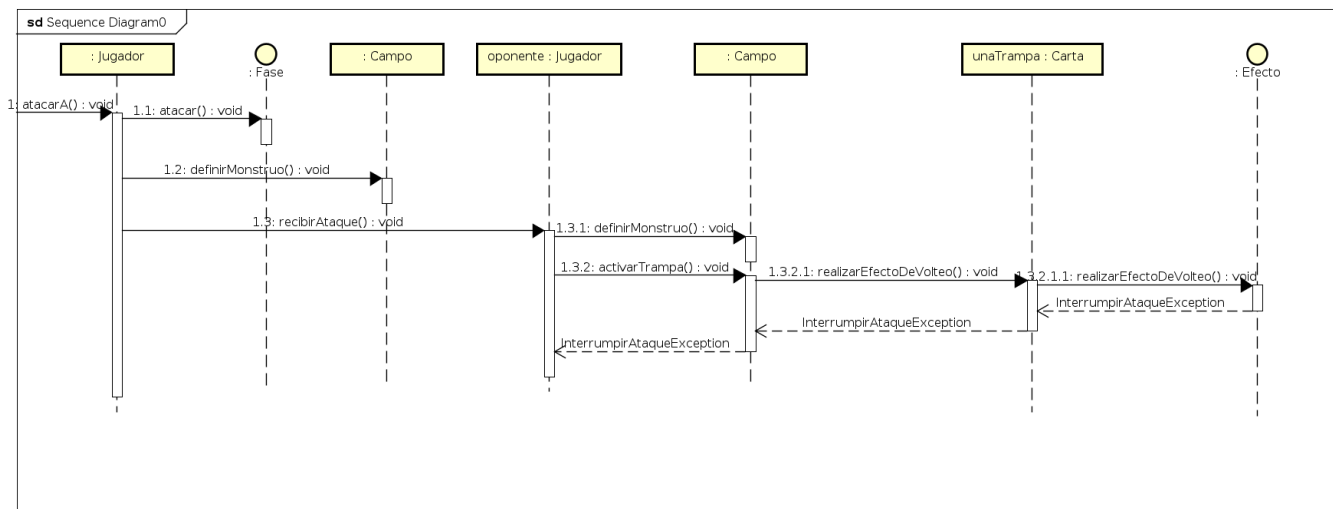 sd Sequence Diagram0
: Jugador
: Fase
: Campo
oponente : Jugador
: Campo
unaTrampa : Carta
: Efecto
1: atacarA() : void
1.1: atacar() : void
1.2: definirMonstruo() : void
1.3: recibirAtaque() : void
1.3.1: definirMonstruo() : void
1.3.2: activarTrampa() : void
1.3.2.1: realizarEfectoDeVolteo() : void
1.3.2.1.1: realizarEfectoDeVolteo() : void
InterrumpirAtaqueException
InterrumpirAtaqueException
InterrumpirAtaqueException